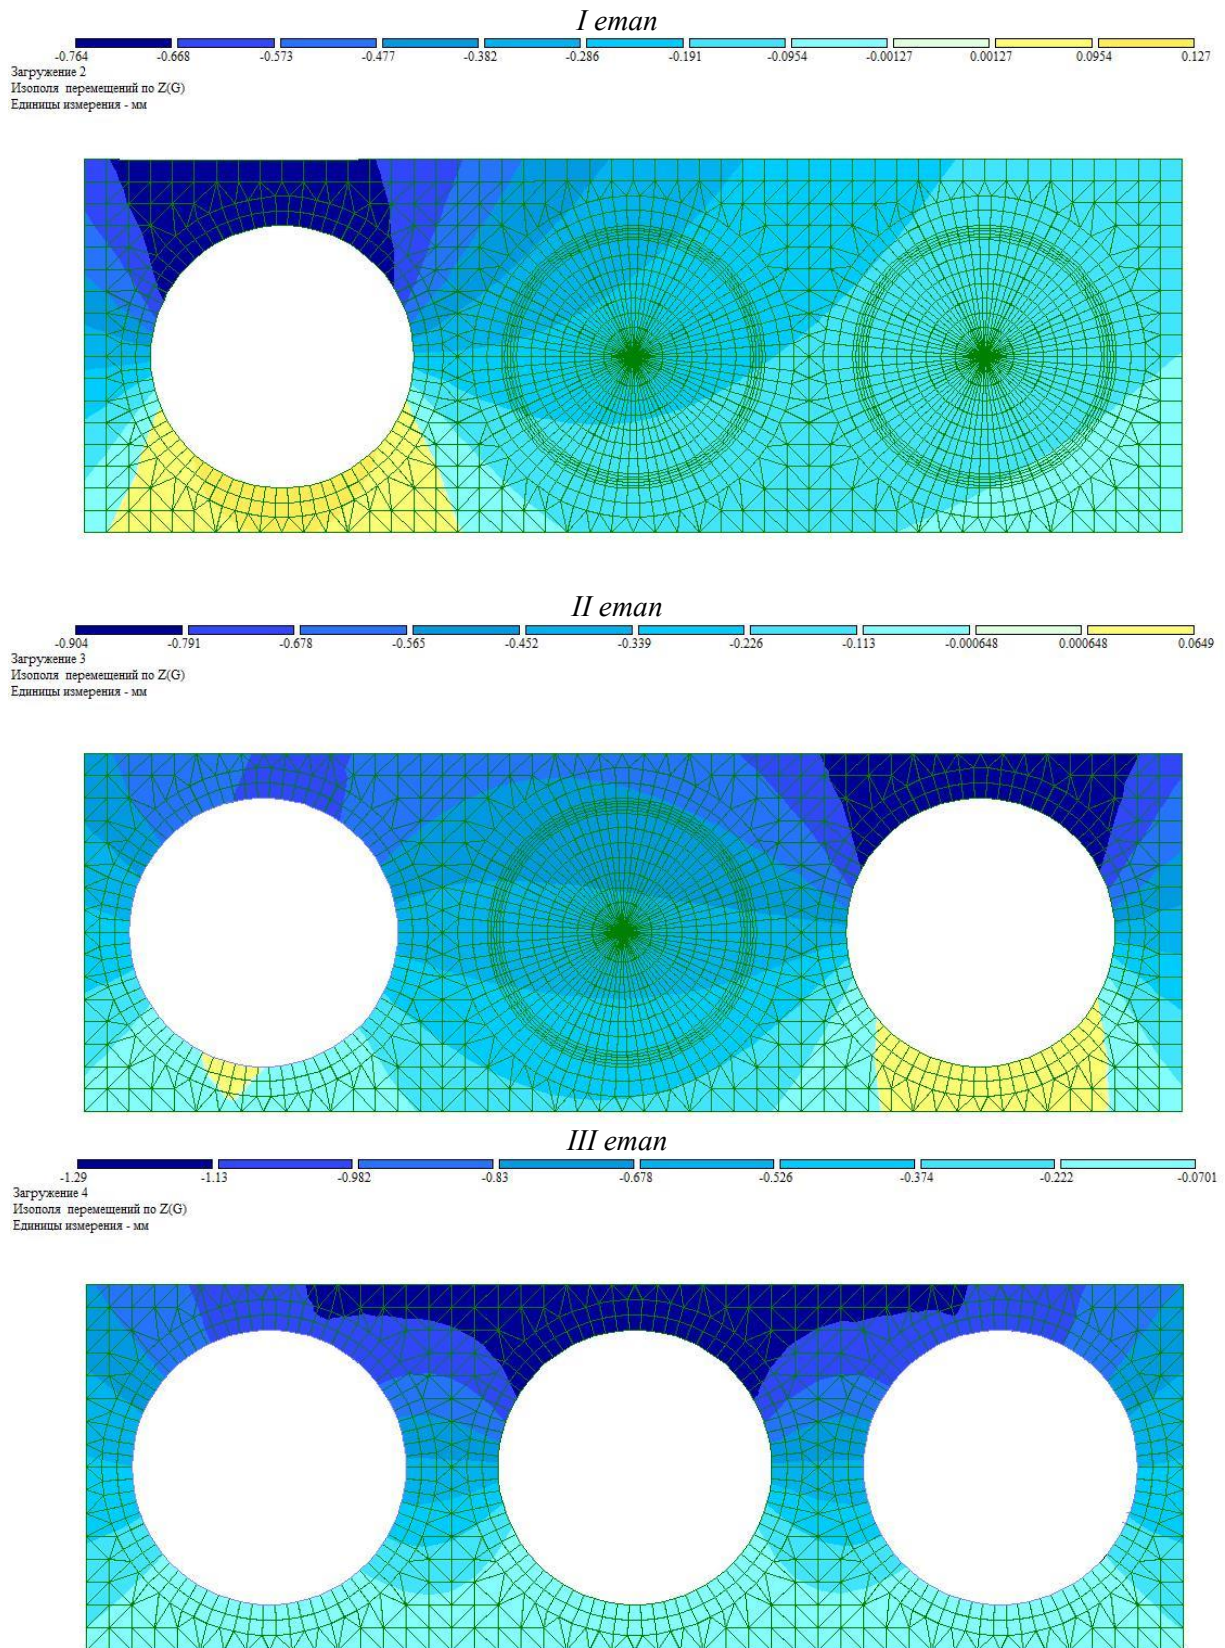 I етап
-0.764 -0.668 -0.573 -0.477 -0.382 -0.286 -0.191 -0.0954 -0.00127 0.00127 0.0954 0.127
Загружение 2
Изополя перемещений по Z(G)
Единицы измерения - мм
II етап
-0.904 -0.791 -0.678 -0.565 -0.452 -0.339 -0.226 -0.113 -0.000648 0.000648 0.0649
Загружение 3
Изополя перемещений по Z(G)
Единицы измерения - мм
III етап
-1.29 -1.13 -0.982 -0.83 -0.678 -0.526 -0.374 -0.222 -0.0701
Загружение 4
Изополя перемещений по Z(G)
Единицы измерения - мм